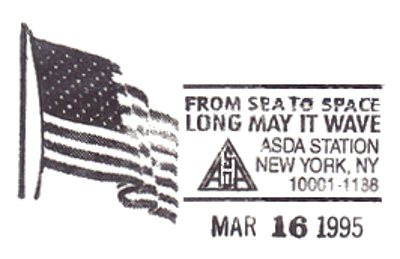 FROM SEA TO SPACE
LONG MAY IT WAVE
ASDA STATION
NEW YORK, NY
10001-1138
MAR 16 1995